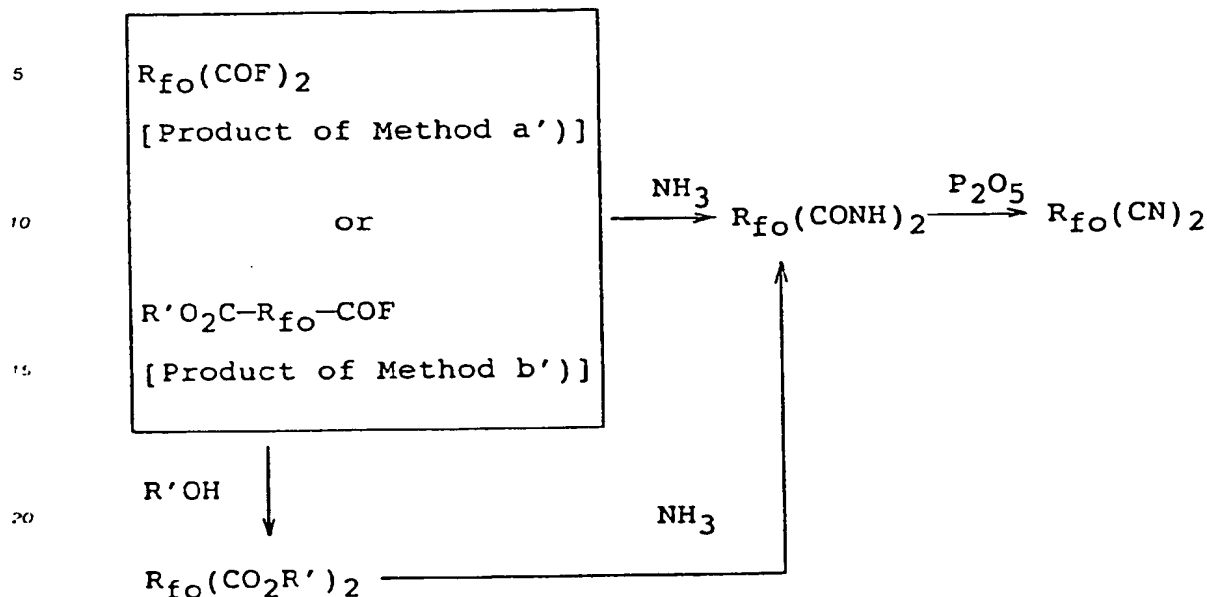 5
R_fo(COF)_2
[Product of Method a')]
NH_3
P_2O_5
10
or
R_fo(CONH)_2
R_fo(CN)_2
R'O_2C—R_fo—COF
15
[Product of Method b')]
R'OH
20
NH_3
R_fo(CO_2R')_2